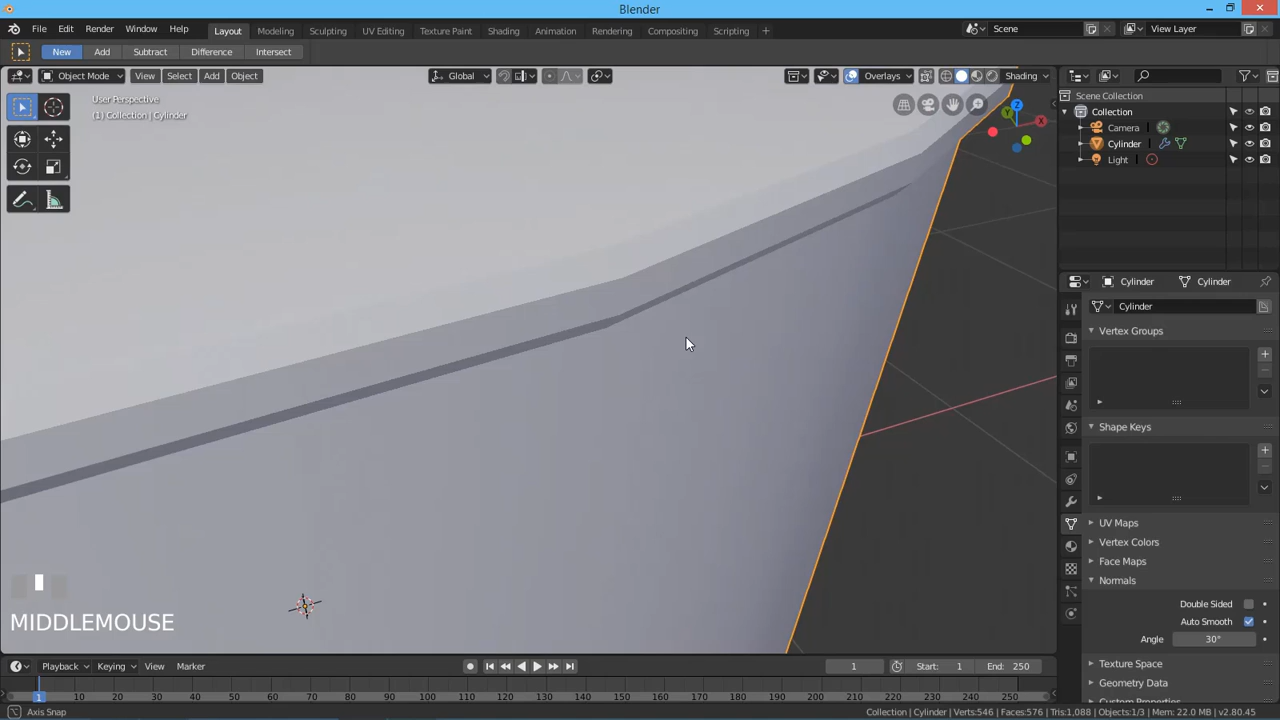 Blender
File Edit Render Window Help Layout Modeling Sculpting UV Editing Texture Paint Shading Animation Rendering Compositing Scripting + Scene View Layer
New Add Subtract Difference Intersect
Object Mode View Select Add Object Global Overlays Shading
User Perspective
(1) Collection | Cylinder
Z
Y
X
Scene Collection
Collection
Camera
Cylinder
Light
Cylinder Cylinder
Cylinder
Vertex Groups
Shape Keys
UV Maps
Vertex Colors
Face Maps
Normals
Double Sided
Auto Smooth
Angle 30°
Texture Space
Geometry Data
Custom Properties
MIDDLEMOUSE
Playback Keying View Marker 1 Start: 1 End: 250
1 10 20 30 40 50 60 70 80 90 100 110 120 130 140 150 160 170 180 190 200 210 220 230 240 250
Axis Snap Collection | Cylinder | Verts:546 | Faces:576 | Tris:1,088 | Objects:1/3 | Mem: 22.0 MB | v2.80.45